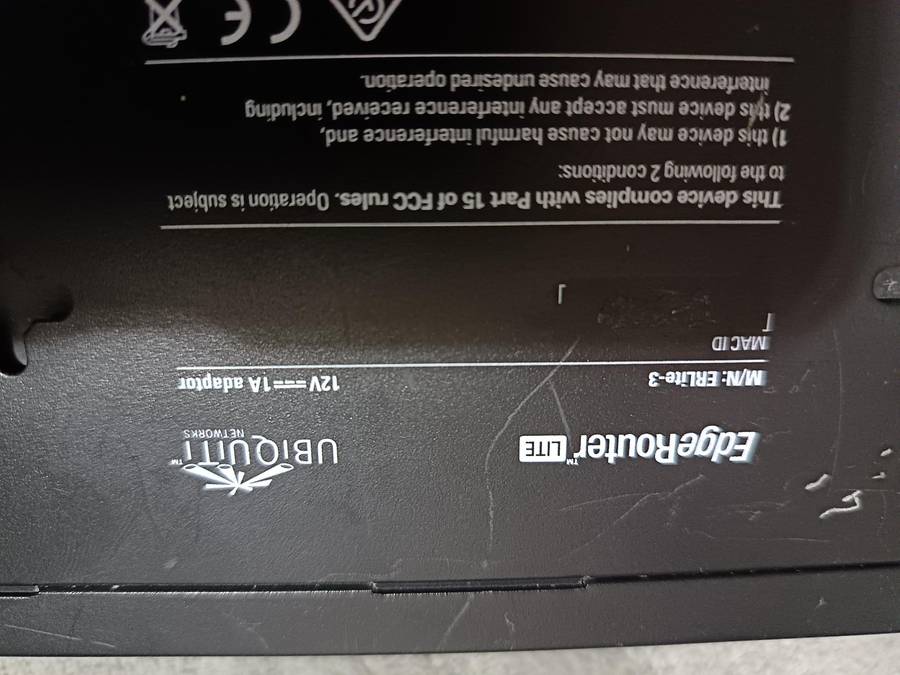 EdgeRouter™ LITE
UBIQUITI™
NETWORKS
M/N: ERLite-3
12V⎓1A adaptor
MAC ID
This device complies with Part 15 of FCC rules. Operation is subject
to the following 2 conditions:
1) this device may not cause harmful interference, and
2) this device must accept any interference received, including
interference that may cause undesired operation.
CE